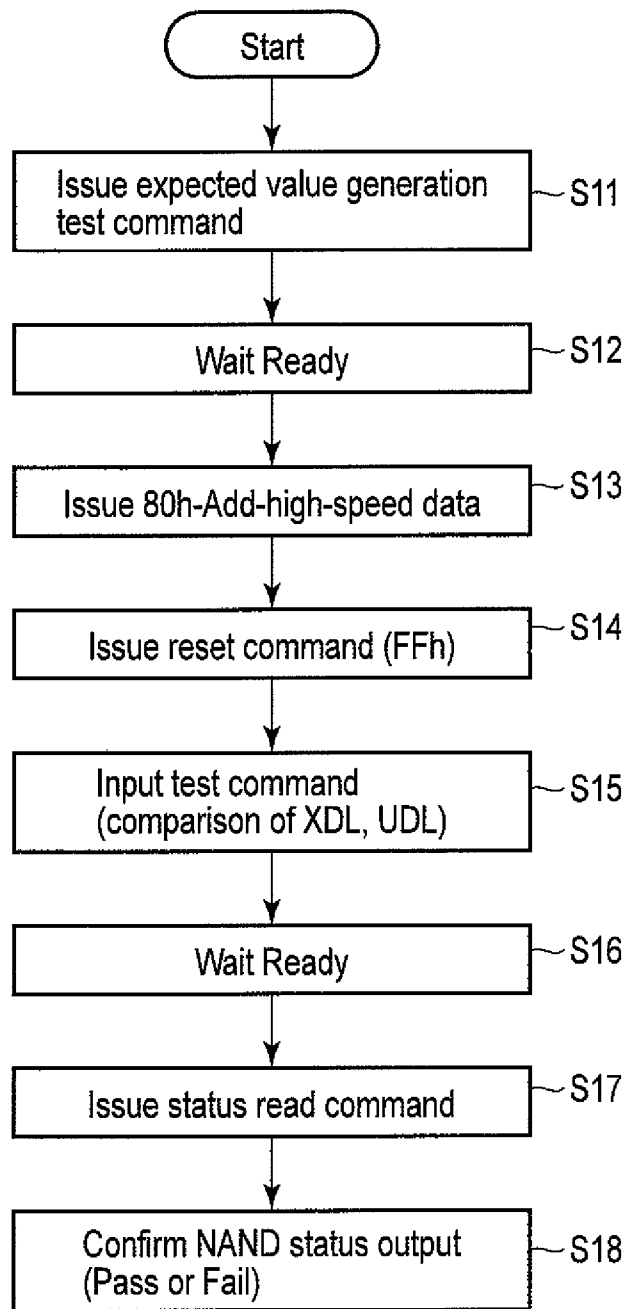 Start
Issue expected value generation
test command
S11
Wait Ready
S12
Issue 80h-Add-high-speed data
S13
Issue reset command (FFh)
S14
Input test command
(comparison of XDL, UDL)
S15
Wait Ready
S16
Issue status read command
S17
Confirm NAND status output
(Pass or Fail)
S18